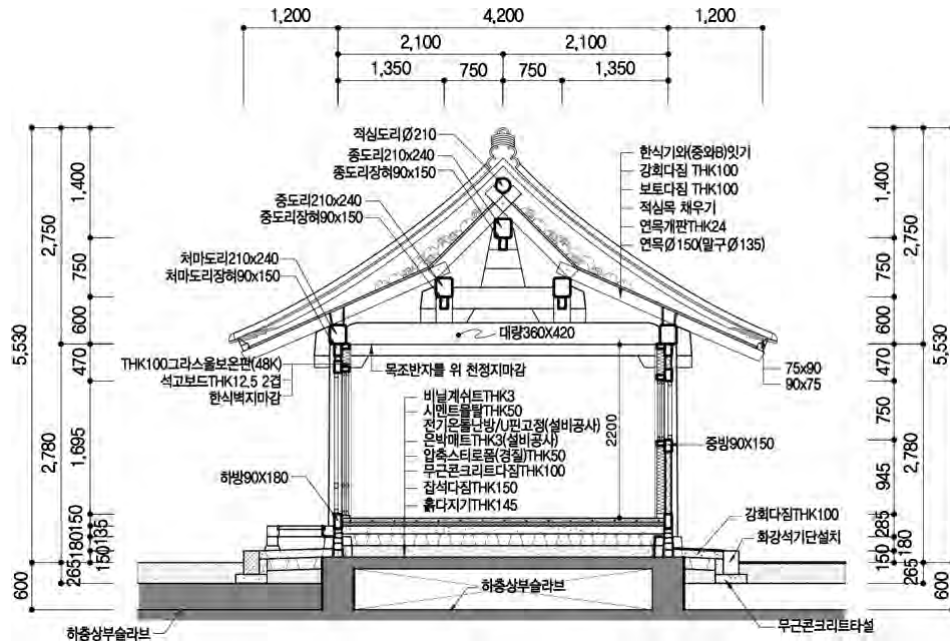 1,200
4,200
1,200
2,100
2,100
1,350
750
750
1,350
적심도리Ø210
종도리210x240
종도리장혀90x150
중도리210x240
중도리장혀90x150
처마도리210x240
처마도리장혀90x150
한식기와(중와B)잇기
강회다짐 THK100
보토다짐 THK100
적심목 채우기
연목개판THK24
연목Ø150(말구Ø135)
대량360X420
THK100그라스울보온판(48K)
석고보드THK12.5 2겹
한식벽지마감
목조반자틀 위 천정지마감
75x90
90x75
비닐계쉬트THK3
시멘트몰탈THK50
전기온돌난방/U핀고정(설비공사)
은박매트THK3(설비공사)
압축스티로폼(경질)THK50
무근콘크리트다짐THK100
잡석다짐THK150
흙다지기THK145
2200
중방90X150
하방90X180
강회다짐THK100
화강석기단설치
무근콘크리트타설
하층상부슬라브
하층상부슬라브
5,530
2,750
2,780
600
1,400
750
600
470
1,695
150
135
180
150
265
1,400
750
600
470
750
945
285
180
150
265
2,750
2,780
5,530
600